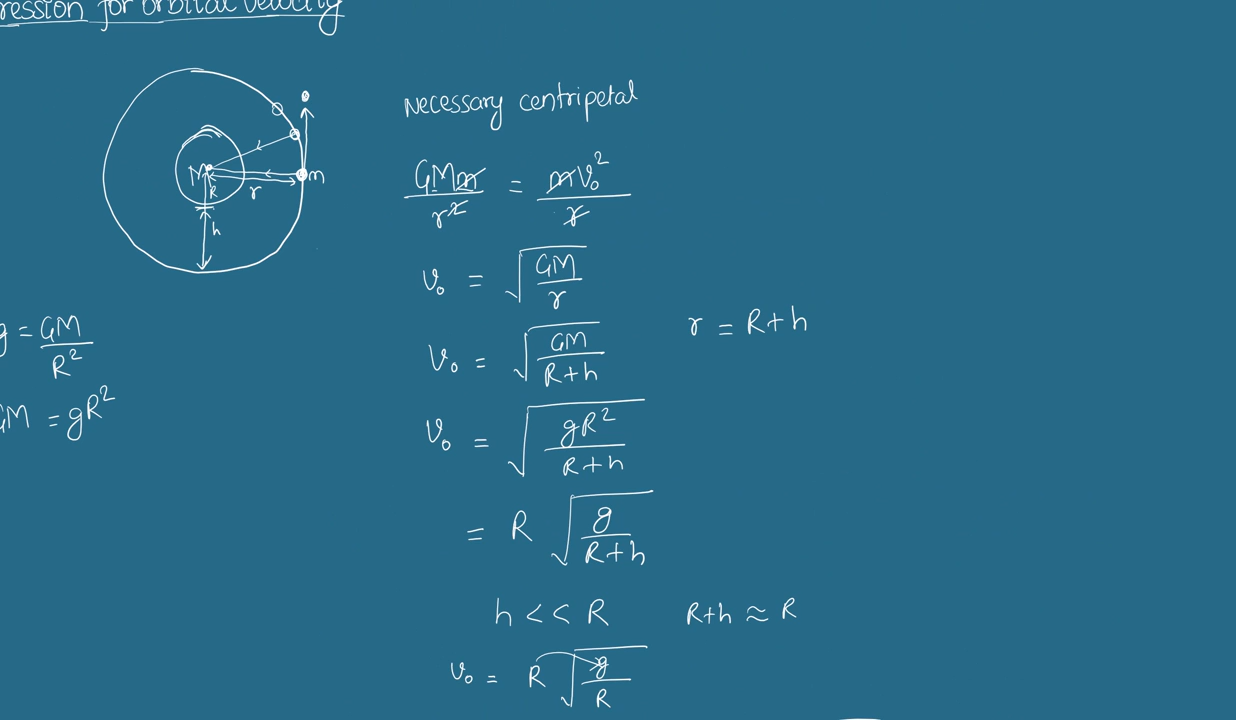 ression for orbital velocity
M
R
r
m
h
g = GM/R²
GM = gR²
Necessary centripetal
GMm/r² = mv₀²/r
v₀ = √(GM/r)
r = R+h
v₀ = √(GM/(R+h))
v₀ = √(gR²/(R+h))
= R √(g/(R+h))
h << R R+h ≈ R
v₀ = R √(g/R)